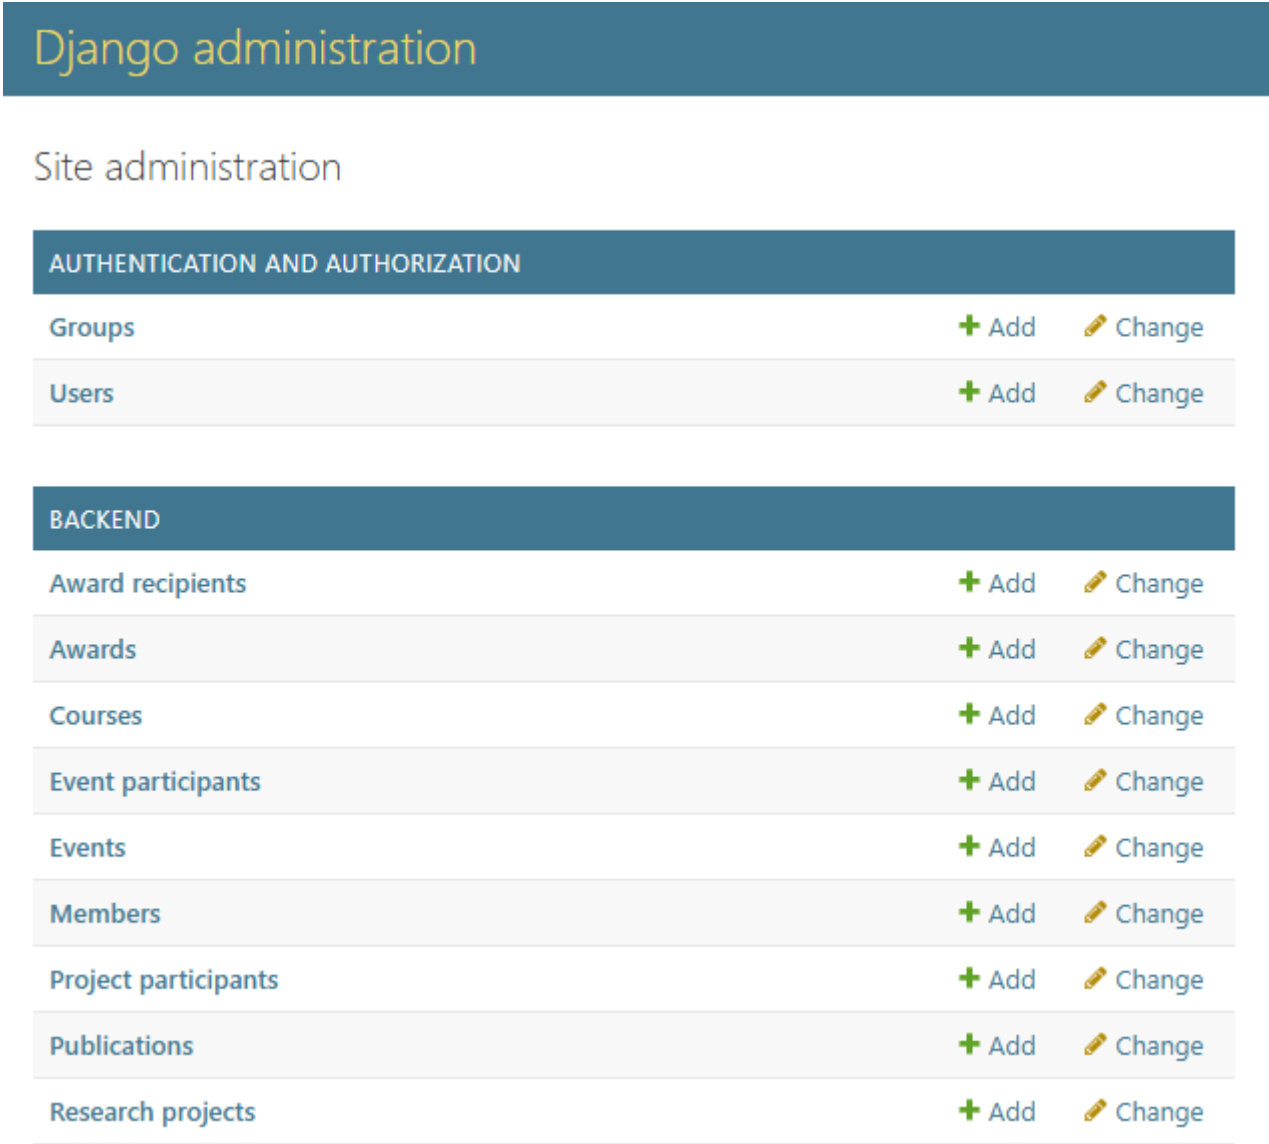 Django administration
Site administration
AUTHENTICATION AND AUTHORIZATION
Groups Add Change
Users Add Change
BACKEND
Award recipients Add Change
Awards Add Change
Courses Add Change
Event participants Add Change
Events Add Change
Members Add Change
Project participants Add Change
Publications Add Change
Research projects Add Change